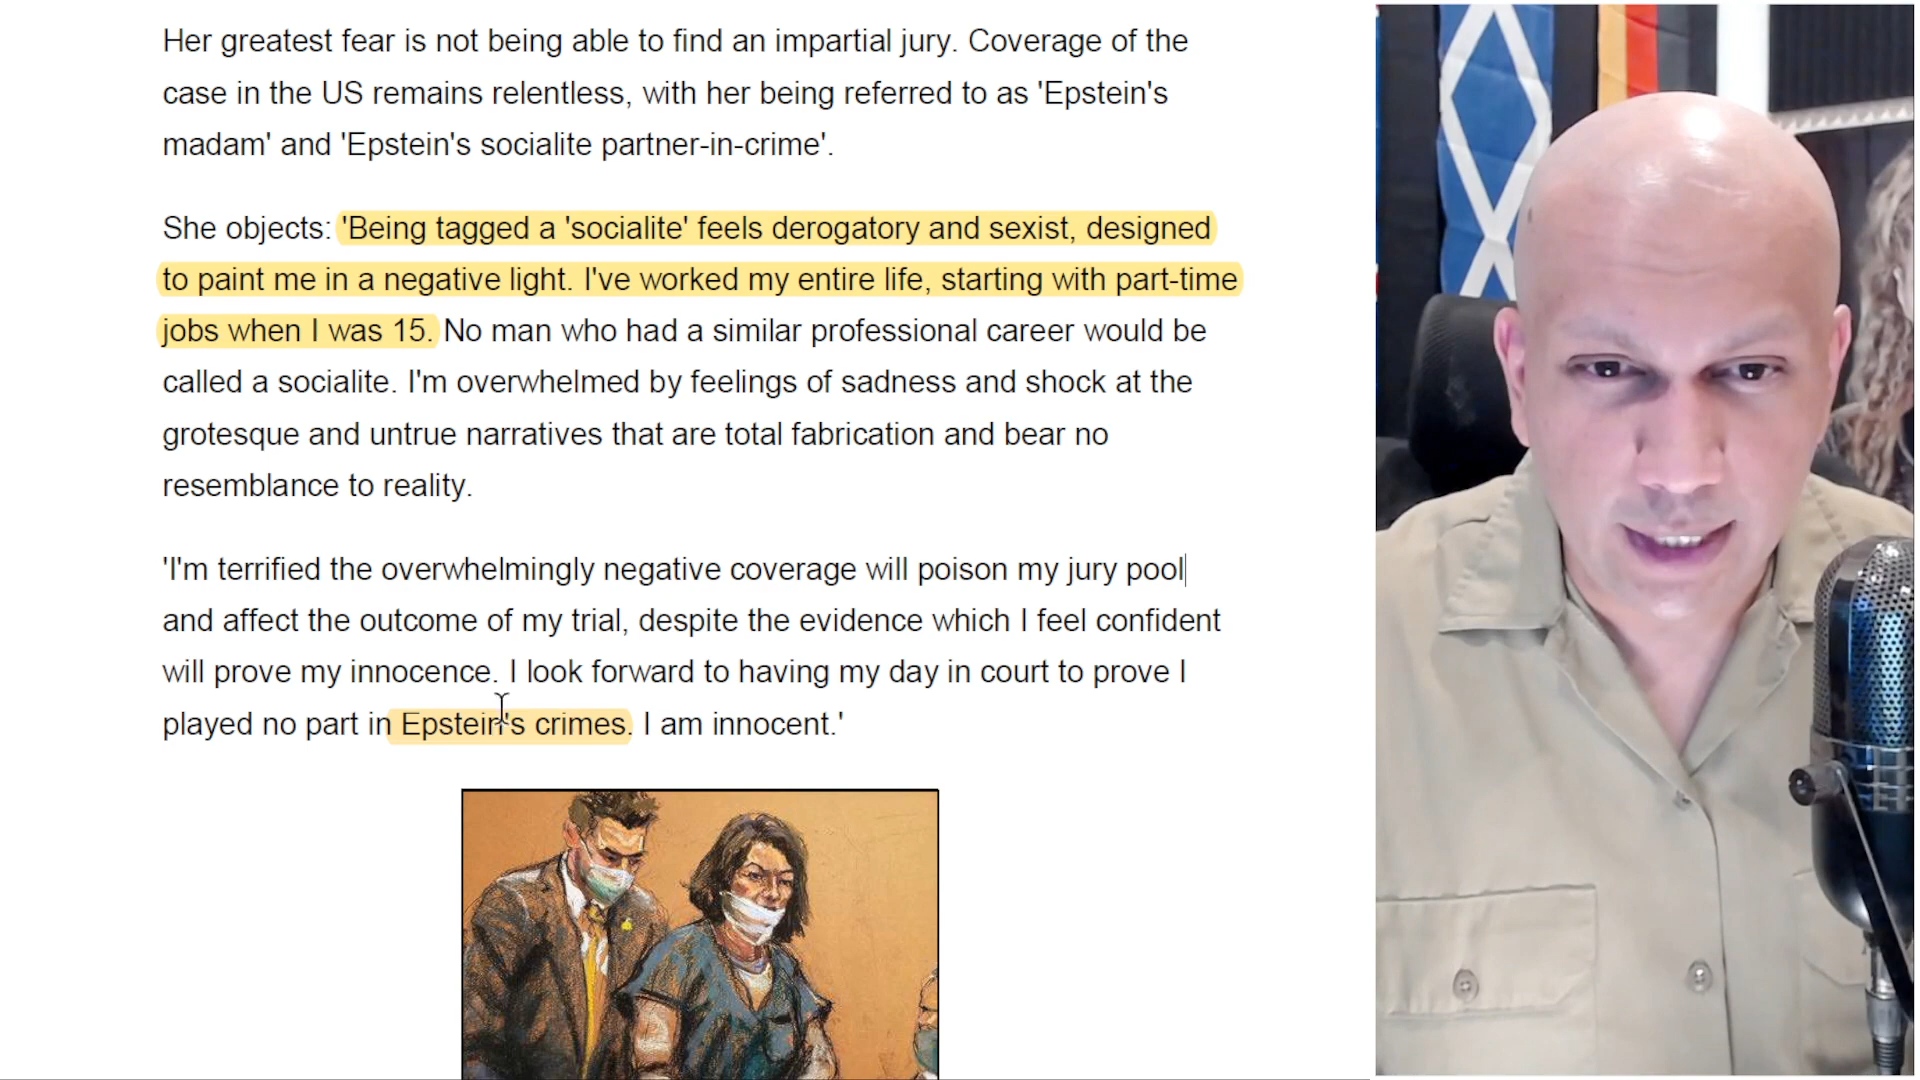 Her greatest fear is not being able to find an impartial jury. Coverage of the
case in the US remains relentless, with her being referred to as 'Epstein's
madam' and 'Epstein's socialite partner-in-crime'.
She objects: 'Being tagged a 'socialite' feels derogatory and sexist, designed
to paint me in a negative light. I've worked my entire life, starting with part-time
jobs when I was 15. No man who had a similar professional career would be
called a socialite. I'm overwhelmed by feelings of sadness and shock at the
grotesque and untrue narratives that are total fabrication and bear no
resemblance to reality.
'I'm terrified the overwhelmingly negative coverage will poison my jury pool
and affect the outcome of my trial, despite the evidence which I feel confident
will prove my innocence. I look forward to having my day in court to prove I
played no part in Epstein's crimes. I am innocent.'